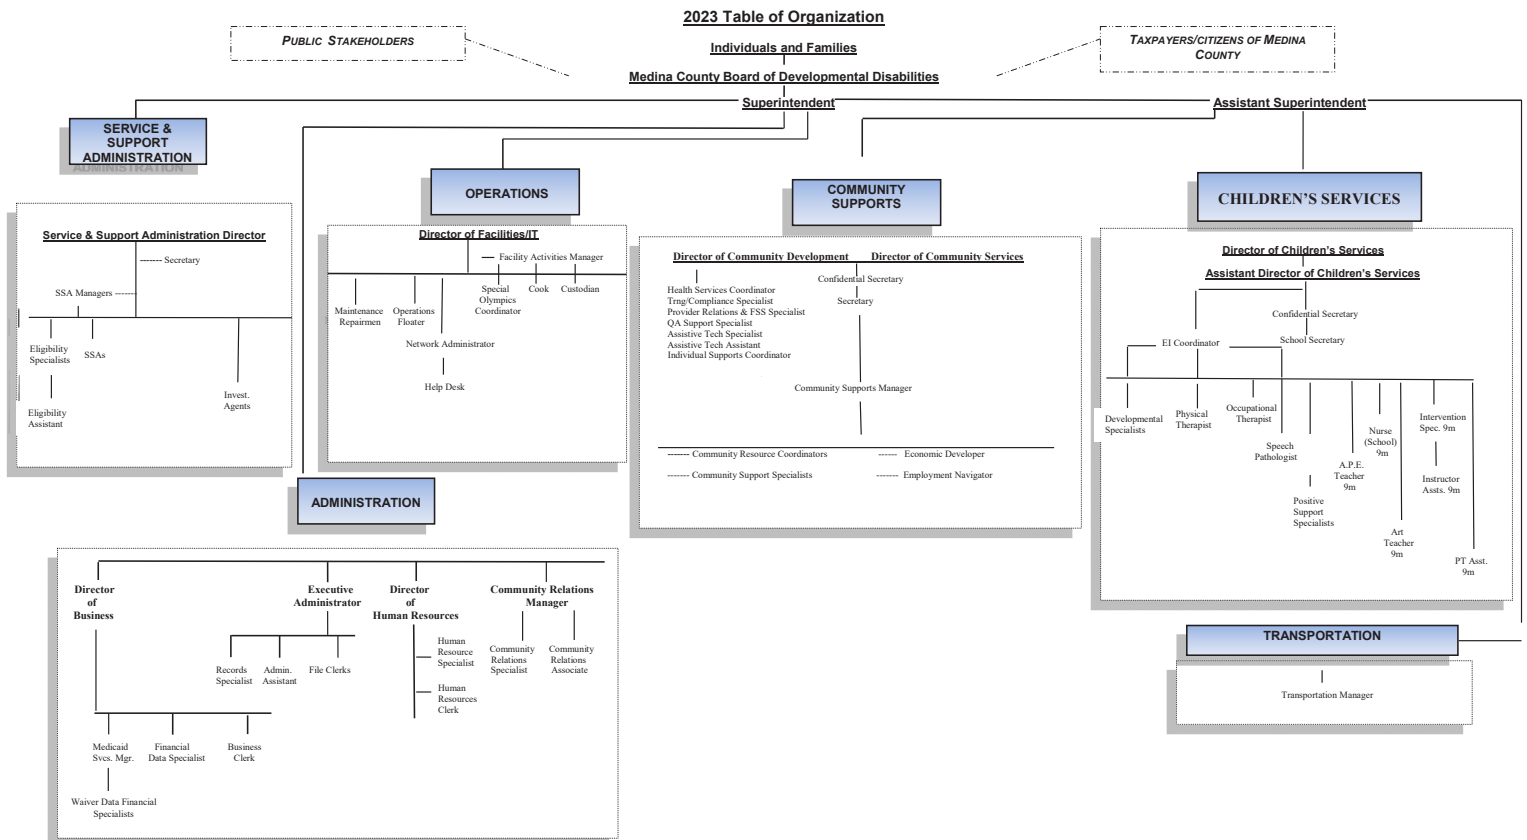 2023 Table of Organization
PUBLIC STAKEHOLDERS
TAXPAYERS/CITIZENS OF MEDINA
COUNTY
Individuals and Families
Medina County Board of Developmental Disabilities
Superintendent
Assistant Superintendent
SERVICE &
SUPPORT
ADMINISTRATION
ADMINISTRATION
Service & Support Administration Director
------- Secretary
SSA Managers -------
Eligibility
Specialists
SSAs
Eligibility
Assistant
Invest.
Agents
OPERATIONS
Director of Facilities/IT
Facility Activities Manager
Maintenance
Repairmen
Operations
Floater
Special
Olympics
Coordinator
Cook
Custodian
Network Administrator
Help Desk
COMMUNITY
SUPPORTS
Director of Community Development
Director of Community Services
Health Services Coordinator
Trng/Compliance Specialist
Provider Relations & FSS Specialist
QA Support Specialist
Assistive Tech Specialist
Assistive Tech Assistant
Individual Supports Coordinator
Confidential Secretary
Secretary
Community Supports Manager
------- Community Resource Coordinators
------ Economic Developer
------- Community Support Specialists
------- Employment Navigator
CHILDREN'S SERVICES
Director of Children's Services
Assistant Director of Children's Services
Confidential Secretary
School Secretary
EI Coordinator
Developmental
Specialists
Physical
Therapist
Occupational
Therapist
Speech
Pathologist
Positive
Support
Specialists
A.P.E.
Teacher
9m
Nurse
(School)
9m
Art
Teacher
9m
Intervention
Spec. 9m
Instructor
Assts. 9m
PT Asst.
9m
ADMINISTRATION
Director
of
Business
Executive
Administrator
Director
of
Human Resources
Community Relations
Manager
Records
Specialist
Admin.
Assistant
File Clerks
Human
Resource
Specialist
Human
Resources
Clerk
Community
Relations
Specialist
Community
Relations
Associate
Medicaid
Svcs. Mgr.
Financial
Data Specialist
Business
Clerk
Waiver Data Financial
Specialists
TRANSPORTATION
Transportation Manager